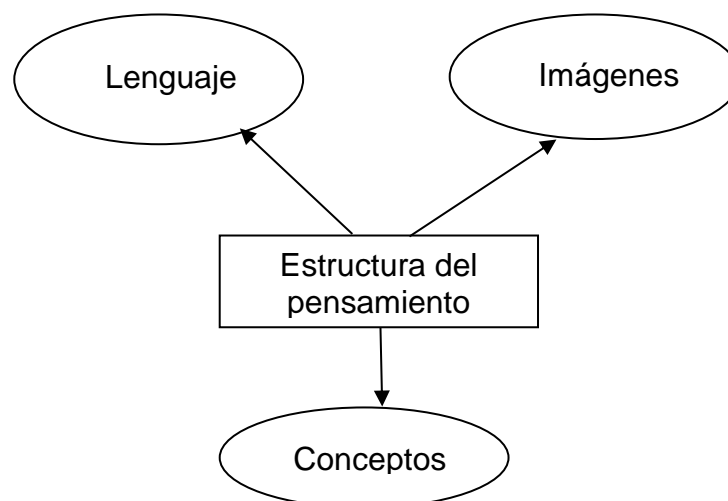 Lenguaje
Imágenes
Estructura del
pensamiento
Conceptos